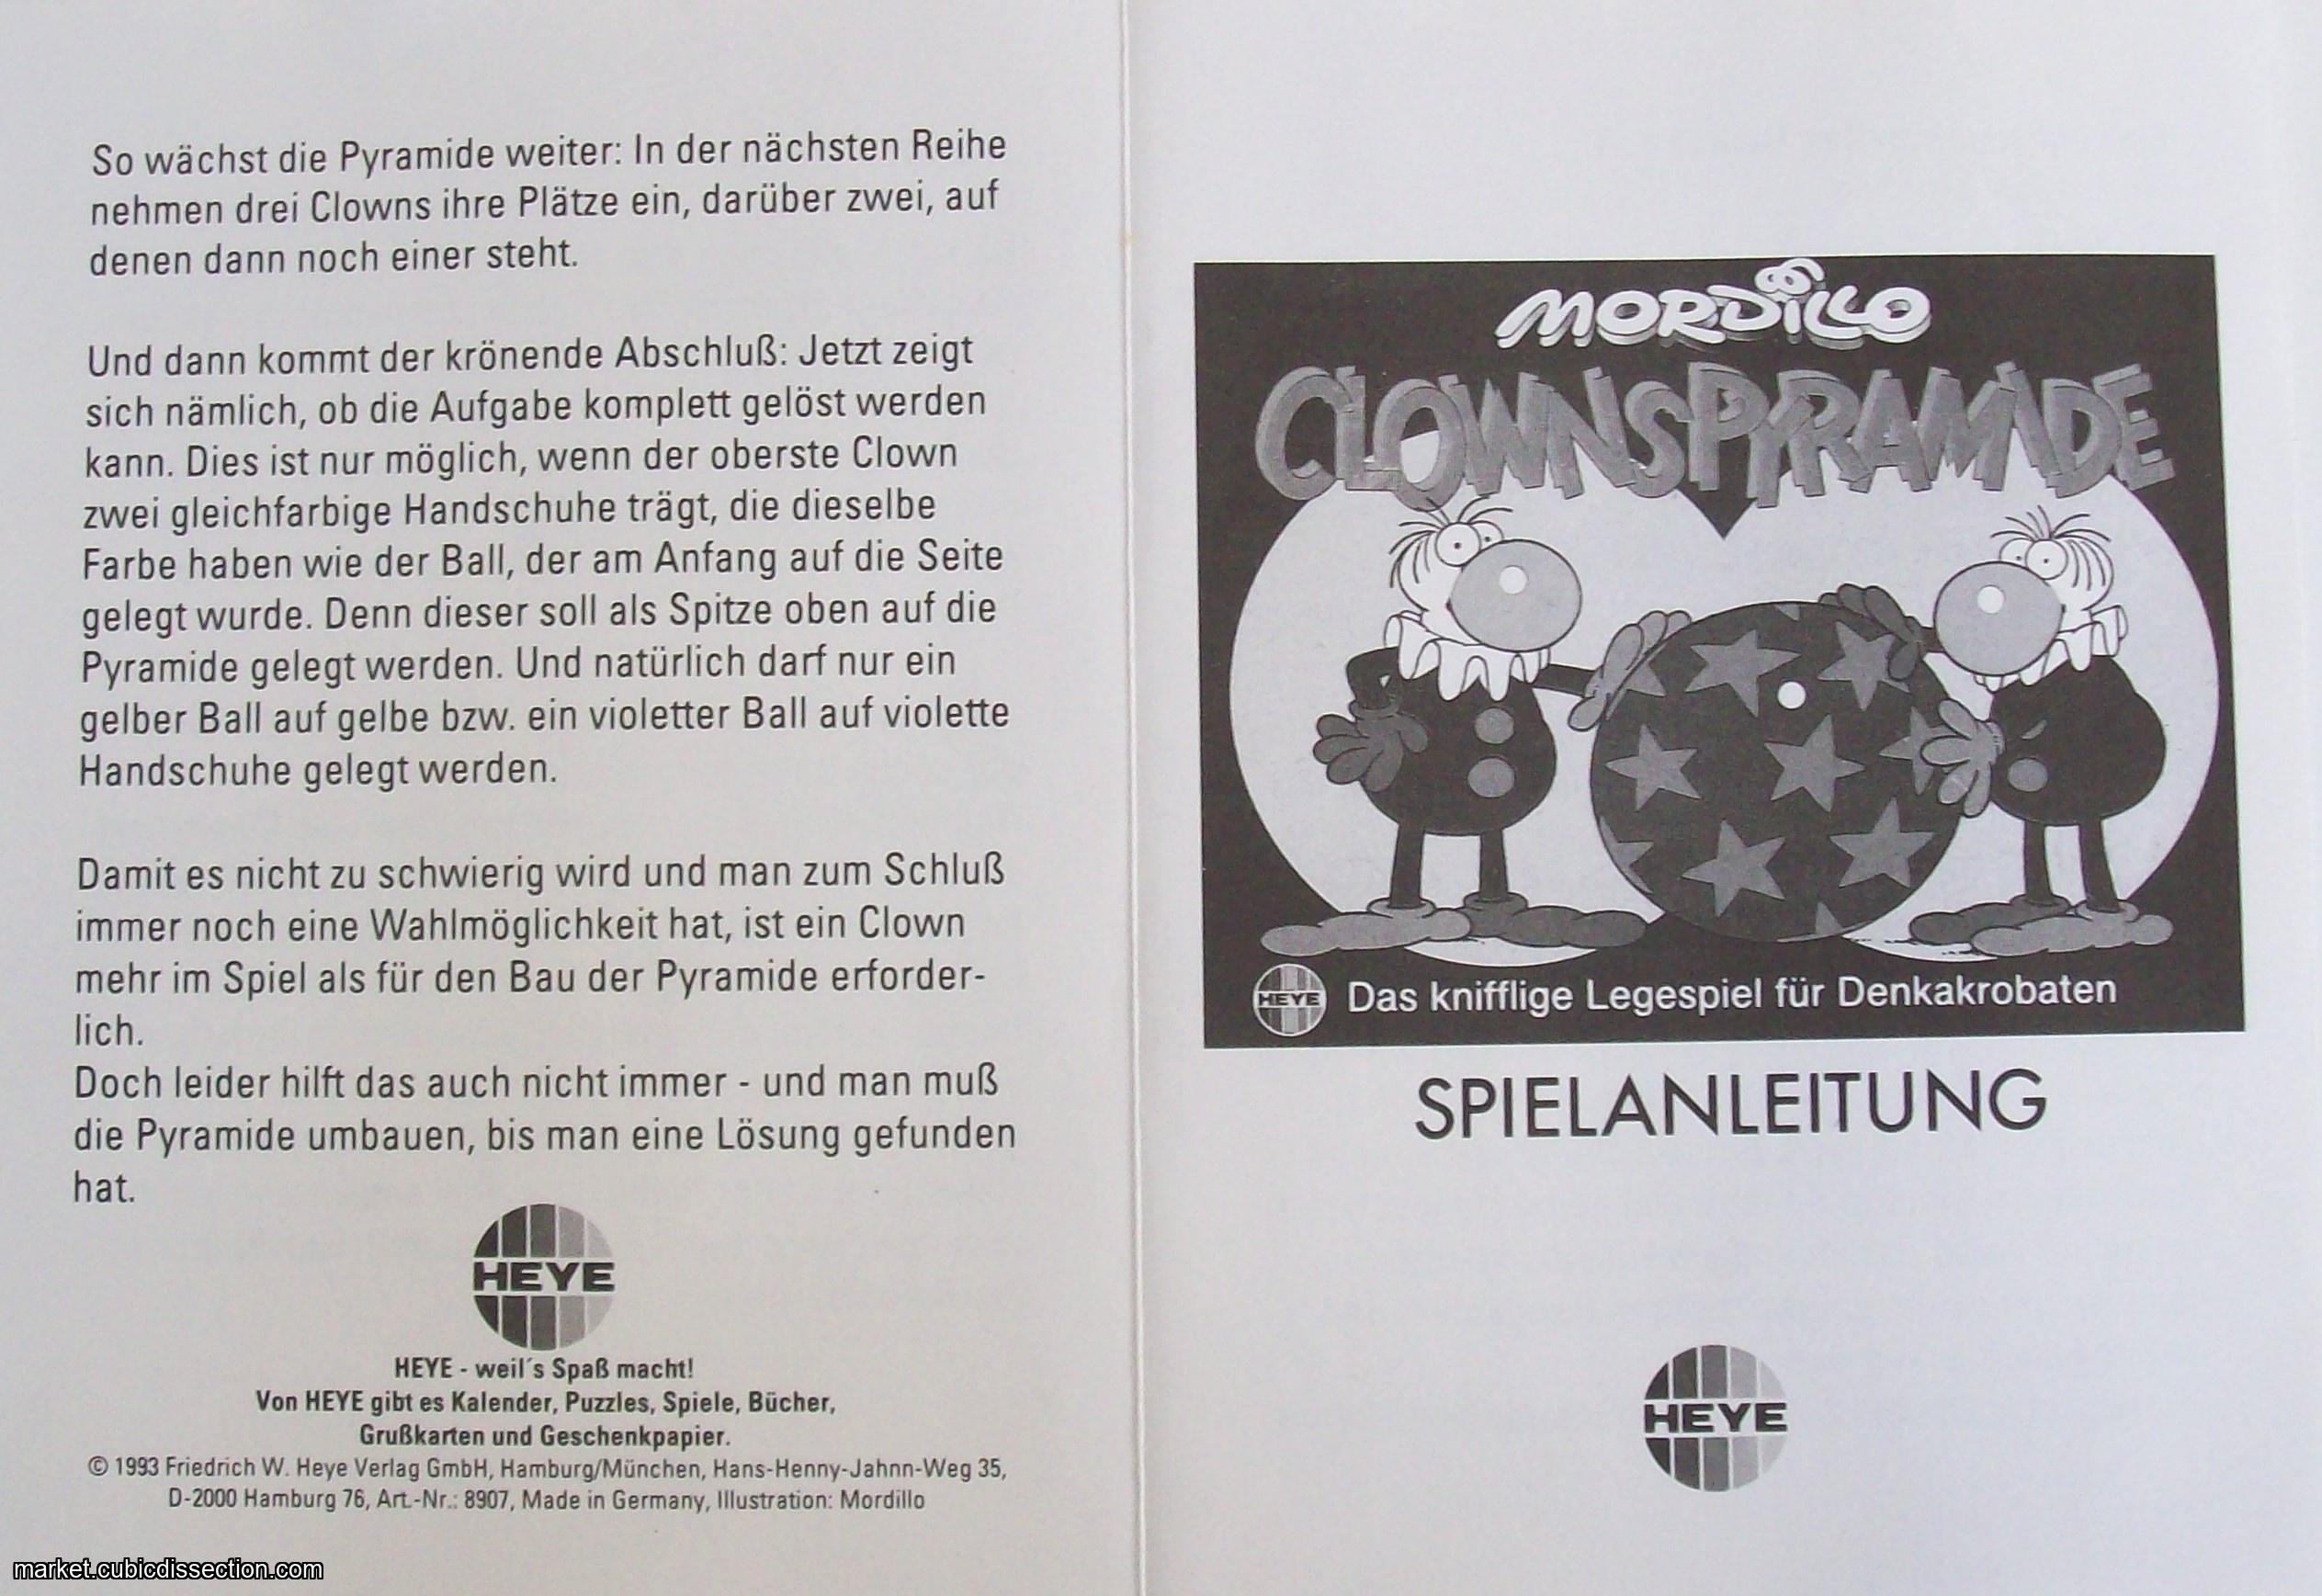 So wächst die Pyramide weiter: In der nächsten Reihe
nehmen drei Clowns ihre Plätze ein, darüber zwei, auf
denen dann noch einer steht.
Und dann kommt der krönende Abschluß: Jetzt zeigt
sich nämlich, ob die Aufgabe komplett gelöst werden
kann. Dies ist nur möglich, wenn der oberste Clown
zwei gleichfarbige Handschuhe trägt, die dieselbe
Farbe haben wie der Ball, der am Anfang auf die Seite
gelegt wurde. Denn dieser soll als Spitze oben auf die
Pyramide gelegt werden. Und natürlich darf nur ein
gelber Ball auf gelbe bzw. ein violetter Ball auf violette
Handschuhe gelegt werden.
Damit es nicht zu schwierig wird und man zum Schluß
immer noch eine Wahlmöglichkeit hat, ist ein Clown
mehr im Spiel als für den Bau der Pyramide erforder-
lich.
Doch leider hilft das auch nicht immer - und man muß
die Pyramide umbauen, bis man eine Lösung gefunden
hat.
HEYE
HEYE - weil´s Spaß macht!
Von HEYE gibt es Kalender, Puzzles, Spiele, Bücher,
Grußkarten und Geschenkpapier.
© 1993 Friedrich W. Heye Verlag GmbH, Hamburg/München, Hans-Henny-Jahnn-Weg 35,
D-2000 Hamburg 76, Art.-Nr.: 8907, Made in Germany, Illustration: Mordillo
MORDILLO
CLOWNSPYRAMIDE
HEYE Das knifflige Legespiel für Denkakrobaten
SPIELANLEITUNG
HEYE
market.cubicdissection.com